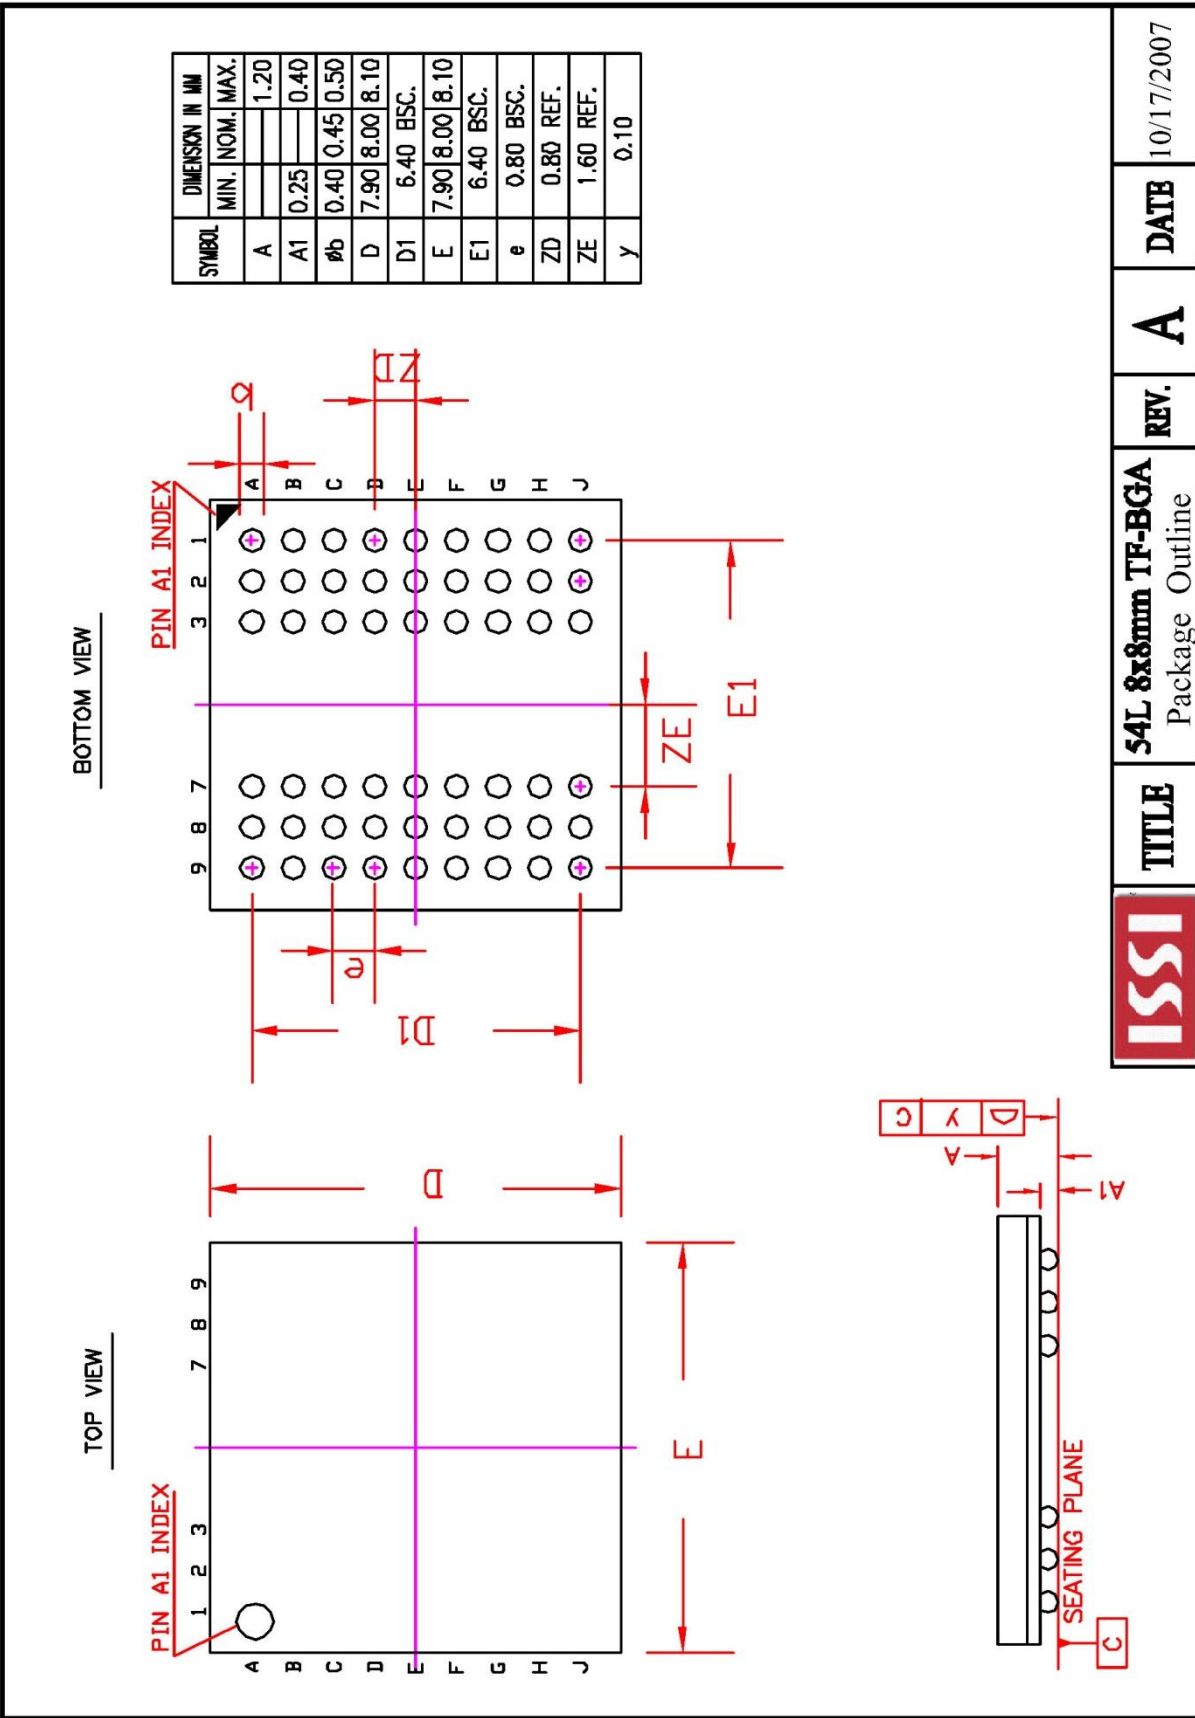 TOP VIEW
PIN A1 INDEX
1 2 3 7 8 9
A
B
C
D
E
F
G
H
J
D
E
BOTTOM VIEW
PIN A1 INDEX
9 8 7 3 2 1
A
B
C
D
E
F
G
H
J
b
e
D1
ZD
ZE
E1
SYMBOL DIMENSION IN MM
MIN. NOM. MAX.
A 1.20
A1 0.25 0.40
øb 0.40 0.45 0.50
D 7.90 8.00 8.10
D1 6.40 BSC.
E 7.90 8.00 8.10
E1 6.40 BSC.
e 0.80 BSC.
ZD 0.80 REF.
ZE 1.60 REF.
y 0.10
C y
A
A1
SEATING PLANE
C
ISSI
TITLE
54L 8x8mm TF-BGA
Package Outline
REV.
A
DATE
10/17/2007